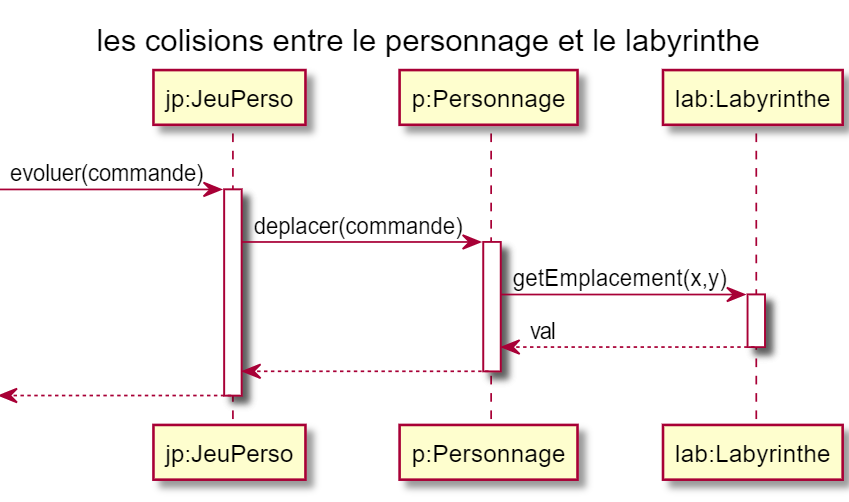 les colisions entre le personnage et le labyrinthe
jp:JeuPerso
p:Personnage
lab:Labyrinthe
evoluer(commande)
deplacer(commande)
getEmplacement(x,y)
val
jp:JeuPerso
p:Personnage
lab:Labyrinthe